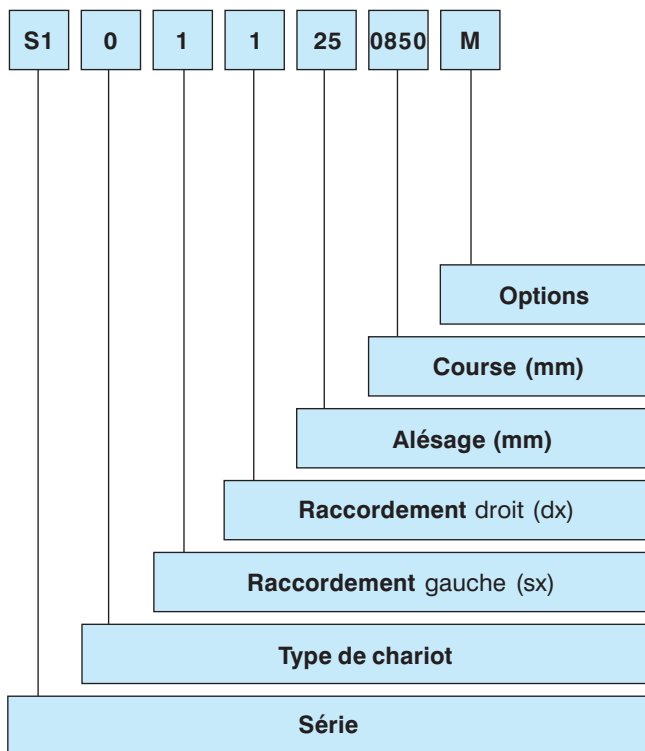 S1 0 1 1 25 0850 M
Options
Course (mm)
Alésage (mm)
Raccordement droit (dx)
Raccordement gauche (sx)
Type de chariot
Série